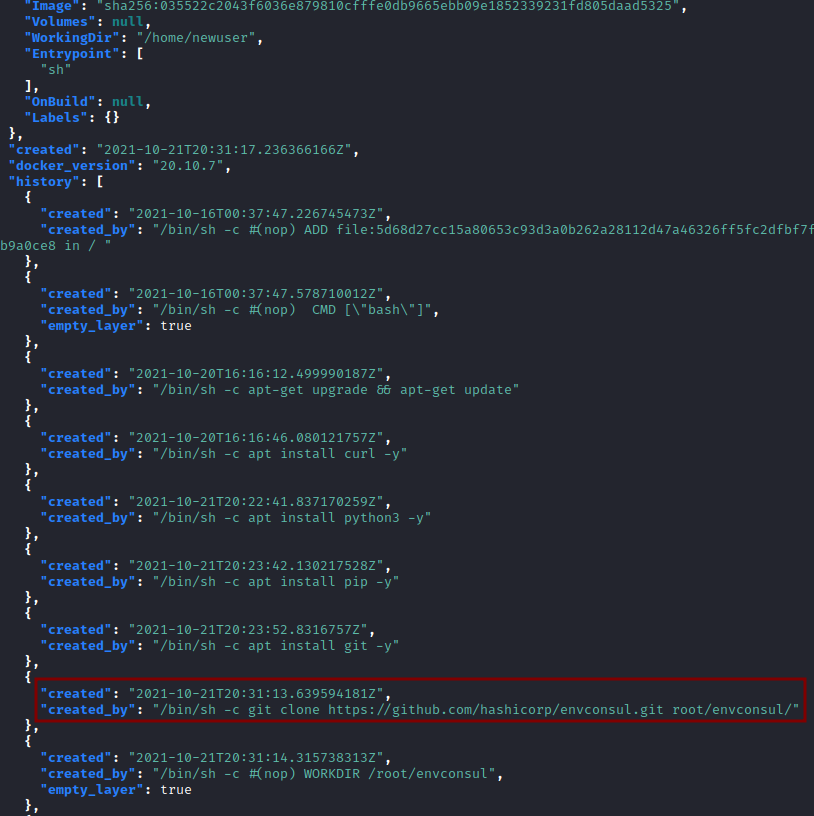 "Image": "sha256:035522c2043f6036e879810cfffe0db9665ebb09e1852339231fd805daad5325",
"Volumes": null,
"WorkingDir": "/home/newuser",
"Entrypoint": [
"sh"
],
"OnBuild": null,
"Labels": {}
},
"created": "2021-10-21T20:31:17.236366166Z",
"docker_version": "20.10.7",
"history": [
{
"created": "2021-10-16T00:37:47.226745473Z",
"created_by": "/bin/sh -c #(nop) ADD file:5d68d27cc15a80653c93d3a0b262a28112d47a46326ff5fc2dfbf7f
b9a0ce8 in / "
},
{
"created": "2021-10-16T00:37:47.578710012Z",
"created_by": "/bin/sh -c #(nop)  CMD [\"bash\"]",
"empty_layer": true
},
{
"created": "2021-10-20T16:16:12.499990187Z",
"created_by": "/bin/sh -c apt-get upgrade && apt-get update"
},
{
"created": "2021-10-20T16:16:46.080121757Z",
"created_by": "/bin/sh -c apt install curl -y"
},
{
"created": "2021-10-21T20:22:41.837170259Z",
"created_by": "/bin/sh -c apt install python3 -y"
},
{
"created": "2021-10-21T20:23:42.130217528Z",
"created_by": "/bin/sh -c apt install pip -y"
},
{
"created": "2021-10-21T20:23:52.8316757Z",
"created_by": "/bin/sh -c apt install git -y"
},
{
"created": "2021-10-21T20:31:13.639594181Z",
"created_by": "/bin/sh -c git clone https://github.com/hashicorp/envconsul.git root/envconsul/"
},
{
"created": "2021-10-21T20:31:14.315738313Z",
"created_by": "/bin/sh -c #(nop) WORKDIR /root/envconsul",
"empty_layer": true
},